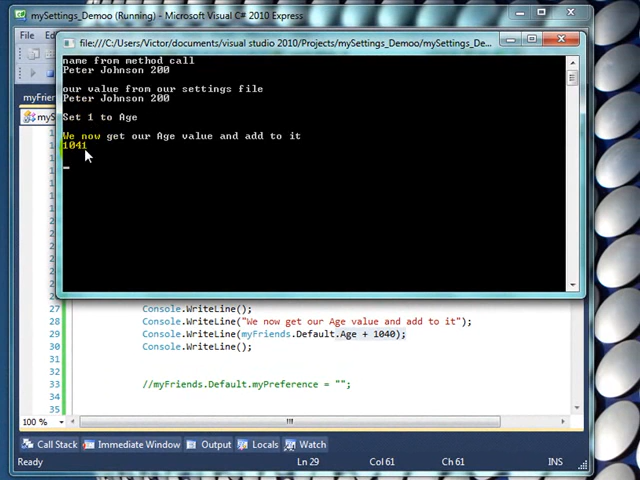 mySettings_Demoo (Running) - Microsoft Visual C# 2010 Express
File
file:///C:/Users/Victor/documents/visual studio 2010/Projects/mySettings_Demoo/mySettings_De...
name from method call
Peter Johnson 200
our value from our settings file
Peter Johnson 200
Set 1 to Age
We now get our Age value and add to it
1041
myFrien
myS
27 Console.WriteLine();
28 Console.WriteLine("We now get our Age value and add to it");
29 Console.WriteLine(myFriends.Default.Age + 1040);
30 Console.WriteLine();
31
32
33 //myFriends.Default.myPreference = "";
34
35
100 %
Call Stack Immediate Window Output Locals Watch
Ready Ln 29 Col 61 Ch 61 INS